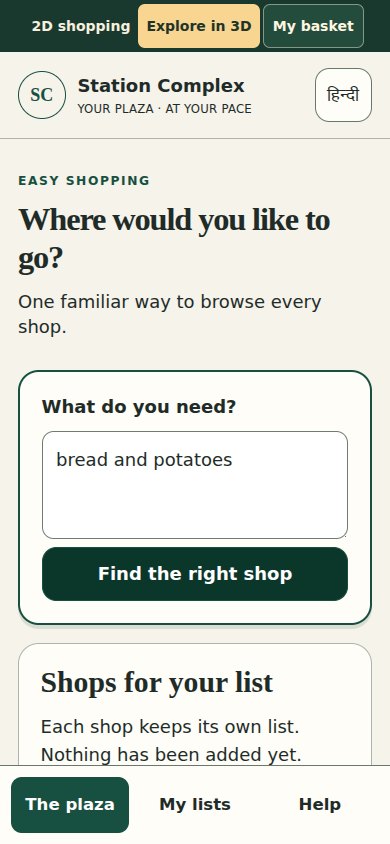 2D shopping Explore in 3D My basket
SC
Station Complex
YOUR PLAZA · AT YOUR PACE
हिन्दी
EASY SHOPPING
Where would you like to
go?
One familiar way to browse every
shop.
What do you need?
bread and potatoes
Find the right shop
Shops for your list
Each shop keeps its own list.
Nothing has been added yet.
The plaza My lists Help